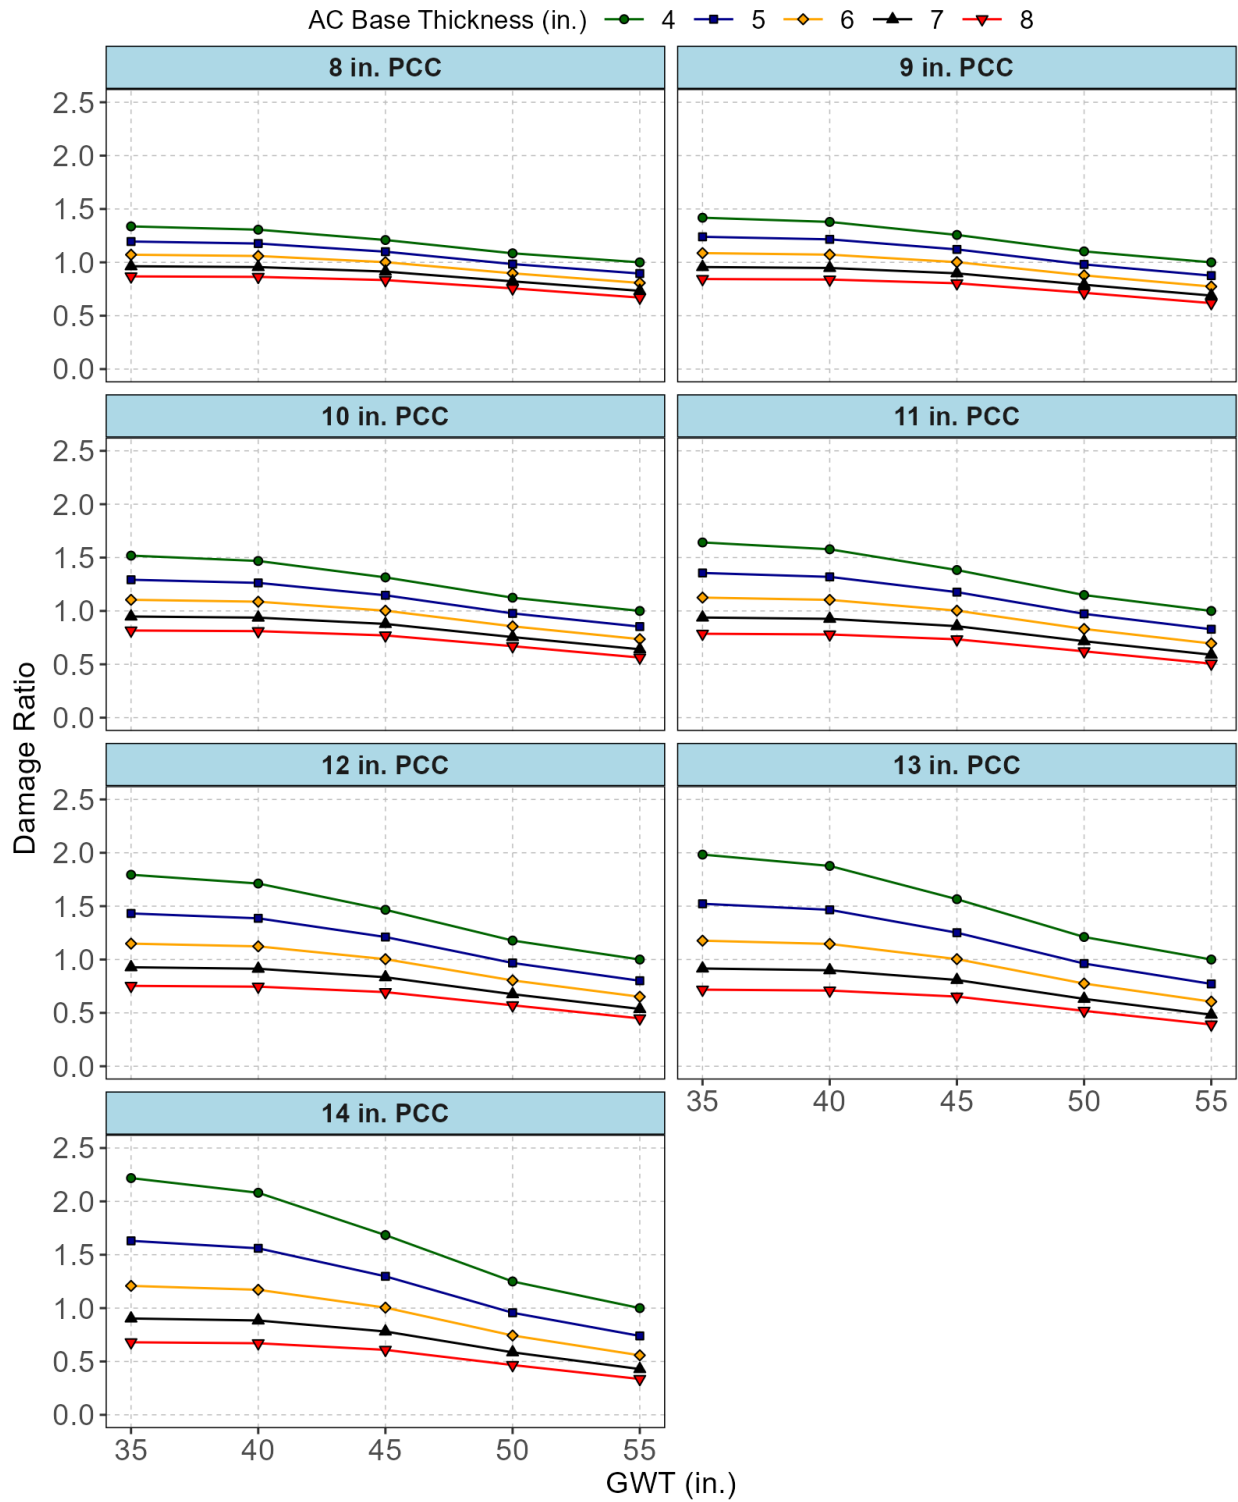 AC Base Thickness (in.) 4 5 6 7 8
8 in. PCC
9 in. PCC
2.5
2.0
1.5
1.0
0.5
0.0
10 in. PCC
11 in. PCC
2.5
2.0
1.5
1.0
0.5
0.0
Damage Ratio
12 in. PCC
13 in. PCC
2.5
2.0
1.5
1.0
0.5
0.0
35 40 45 50 55
14 in. PCC
2.5
2.0
1.5
1.0
0.5
0.0
35 40 45 50 55
GWT (in.)